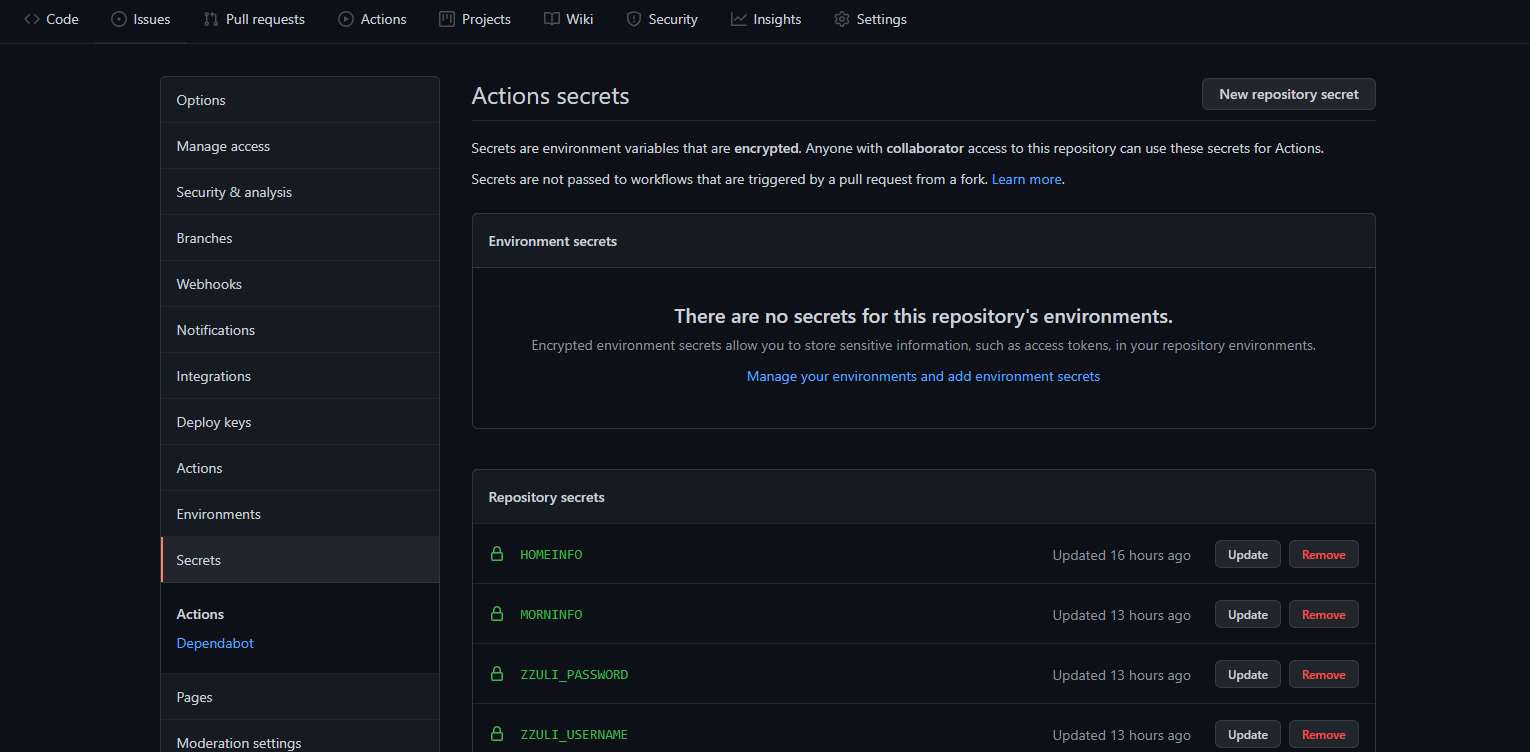 Code Issues Pull requests Actions Projects Wiki Security Insights Settings
Options
Manage access
Security & analysis
Branches
Webhooks
Notifications
Integrations
Deploy keys
Actions
Environments
Secrets
Actions
Dependabot
Pages
Moderation settings
Actions secrets
New repository secret
Secrets are environment variables that are encrypted. Anyone with collaborator access to this repository can use these secrets for Actions.
Secrets are not passed to workflows that are triggered by a pull request from a fork. Learn more.
Environment secrets
There are no secrets for this repository's environments.
Encrypted environment secrets allow you to store sensitive information, such as access tokens, in your repository environments.
Manage your environments and add environment secrets
Repository secrets
HOMEINFO Updated 16 hours ago Update Remove
MORNINFO Updated 13 hours ago Update Remove
ZZULI_PASSWORD Updated 13 hours ago Update Remove
ZZULI_USERNAME Updated 13 hours ago Update Remove